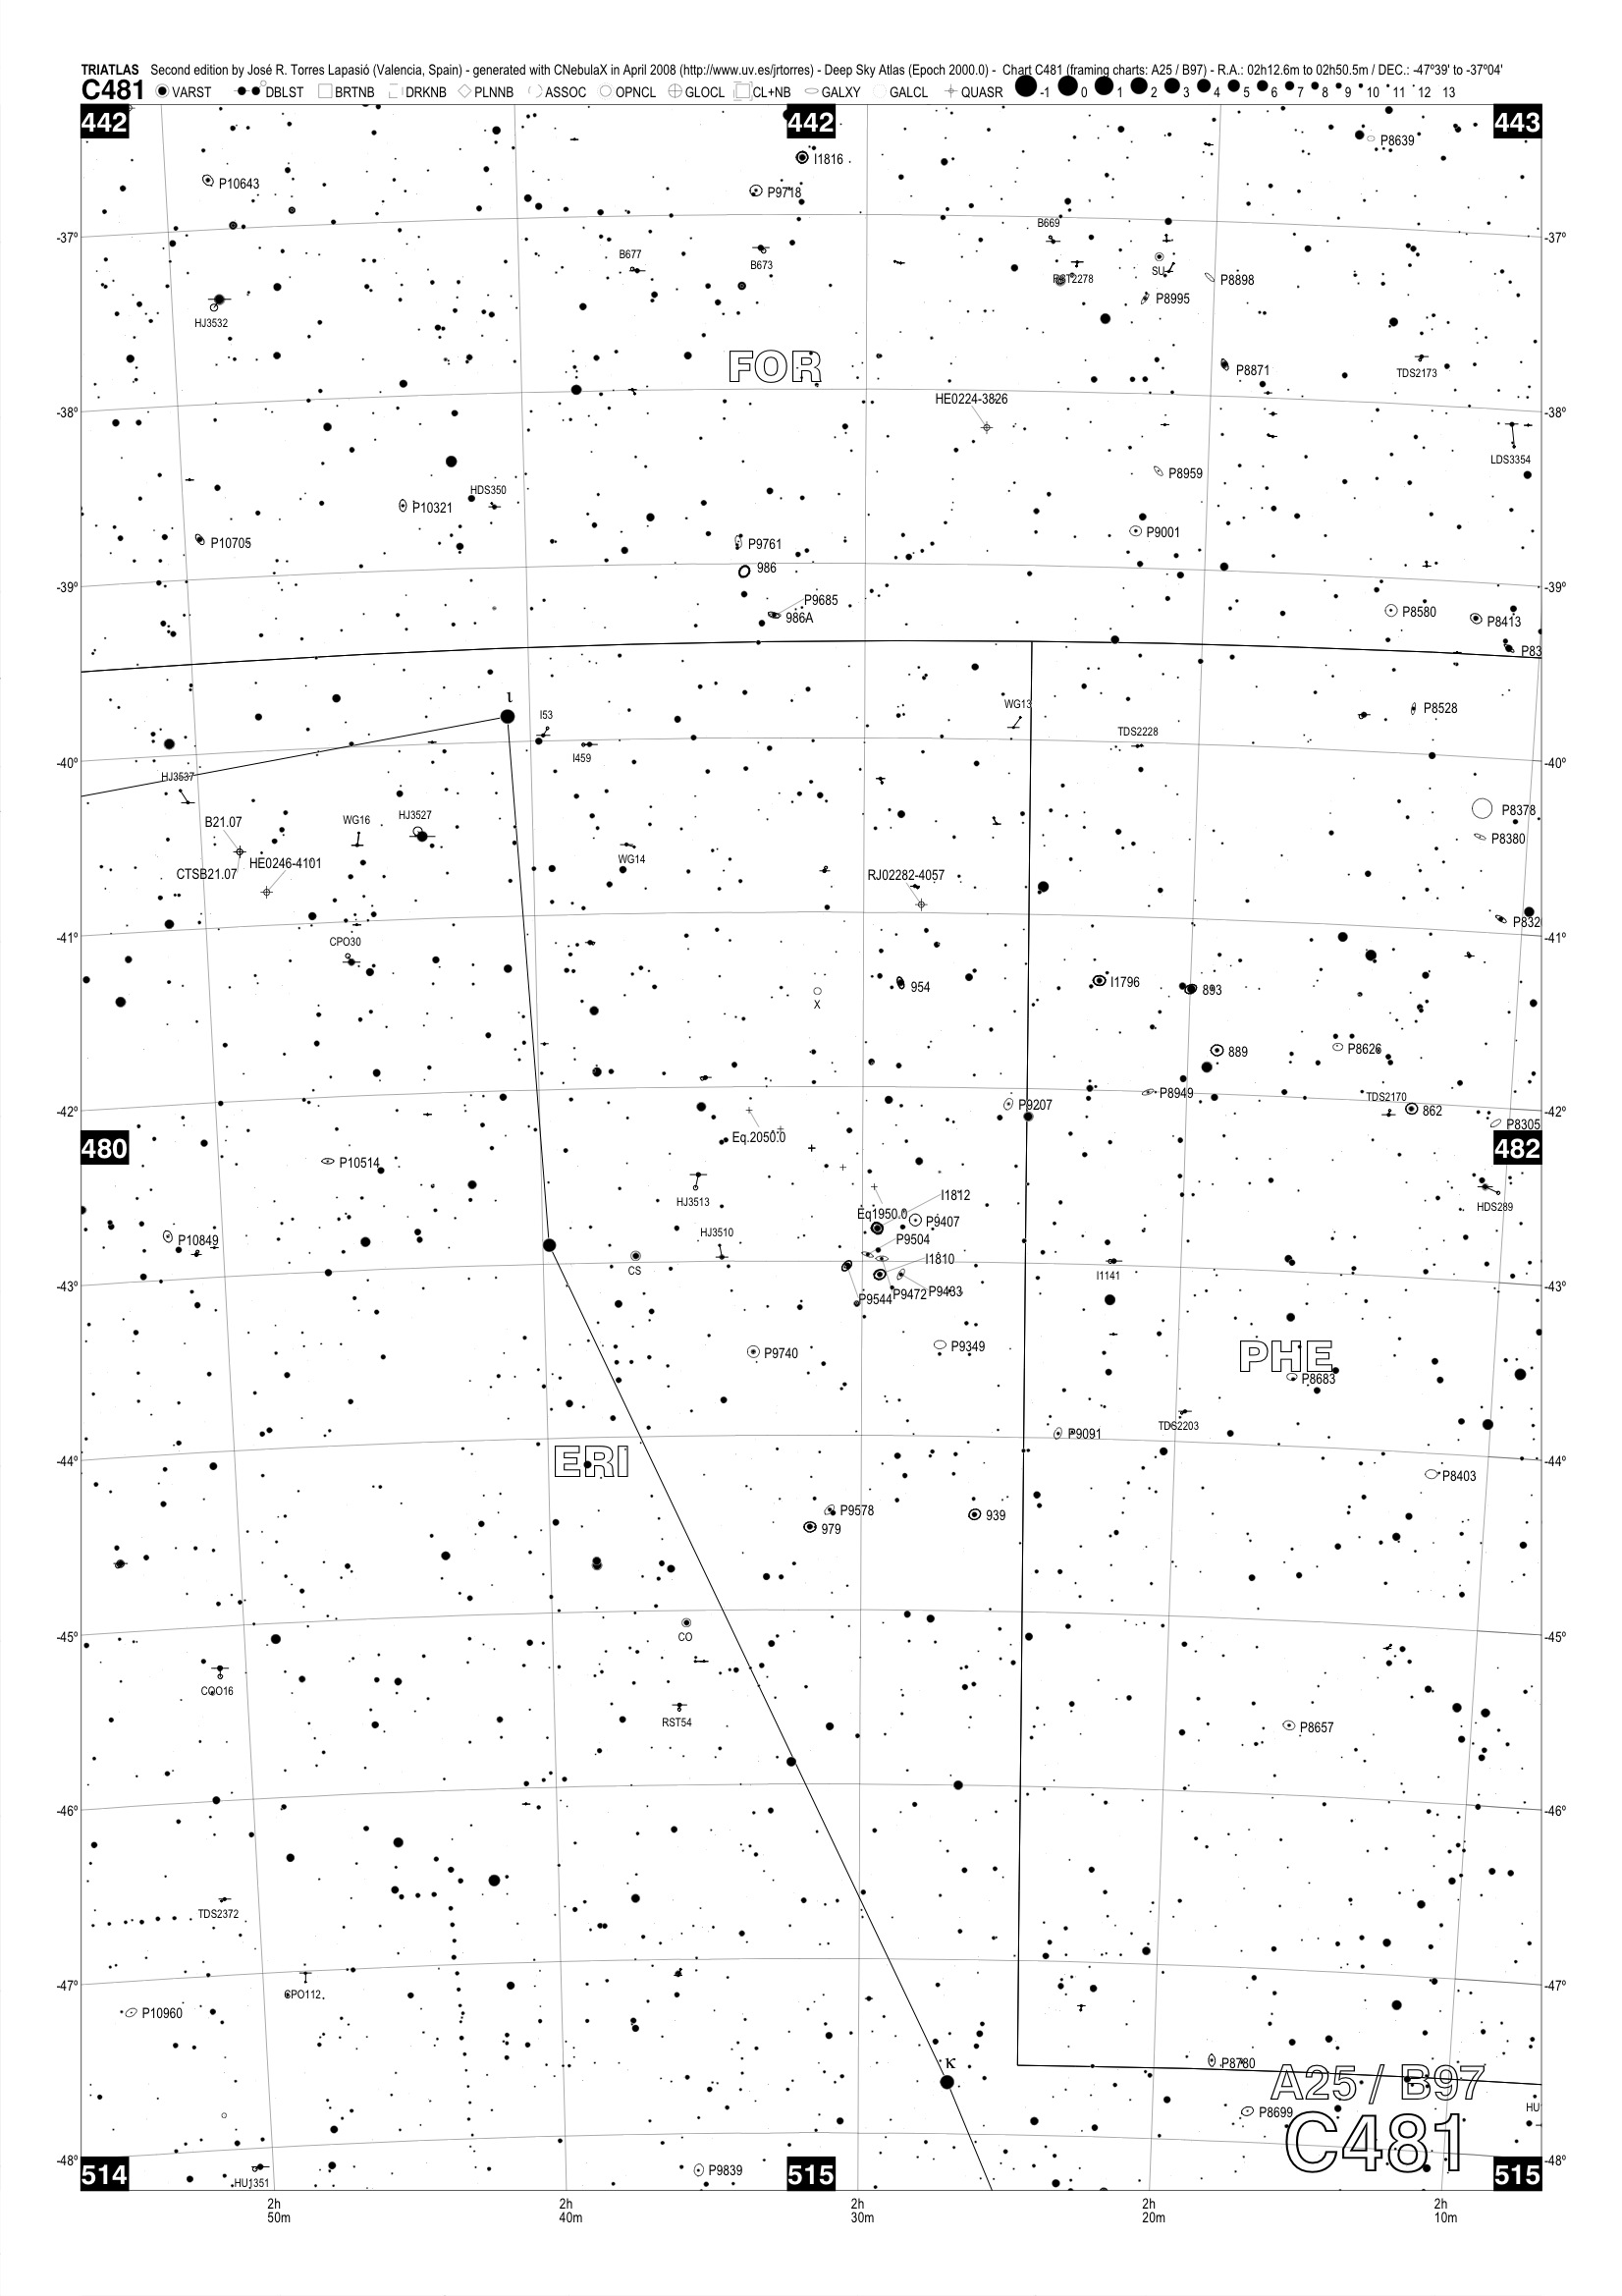 TRIATLAS Second edition by José R. Torres Lapasió (Valencia, Spain) - generated with CNebulaX in April 2008 (http://www.uv.es/jrtorres) - Deep Sky Atlas (Epoch 2000.0) - Chart C481 (framing charts: A25 / B97) - R.A.: 02h12.6m to 02h50.5m / DEC.: -47°39' to -37°04'
C481 VARST DBLST BRTNB DRKNB PLNNB ASSOC OPNCL GLOCL CL+NB GALXY GALCL QUASR -1 0 1 2 3 4 5 6 7 8 9 10 11 12 13
442 442 443
P8639
I1816
P10643
P9718
B669
-37° -37°
B677
B673
SU
RST2278
P8898
P8995
HJ3532
FOR
P8871
TDS2173
HE0224-3826
-38° -38°
LDS3354
P8959
HDS350
P10321
P9001
P10705
P9761
986
-39° -39°
P9685
986A
P8580
P8413
P83
ι
WG13
P8528
I53
TDS2228
I459
-40° -40°
HJ3537
P8378
B21.07
WG16
HJ3527
P8380
HE0246-4101
WG14
CTSB21.07
RJ02282-4057
P832
-41° -41°
CPO30
I1796
954
893
X
P8626
889
P8949
TDS2170
P9207
862
-42° -42°
P8305
Eq.2050.0
480 482
P10514
HJ3513
I1812
HDS289
Eq1950.0
P9407
HJ3510
P10849
P9504
I1810
CS
I1141
-43° -43°
P9472 P9433
P9544
P9349
P9740
PHE
P8683
TDS2203
P9091
-44° -44°
ERI
P8403
P9578
939
979
-45° -45°
CO
COO16
RST54
P8657
-46° -46°
TDS2372
-47° -47°
CPO112
P10960
κ
P8780
A25 / B97
HU
P8699
C481
-48° -48°
514 515 515
P9839
HU1351
2h 2h 2h 2h 2h
50m 40m 30m 20m 10m